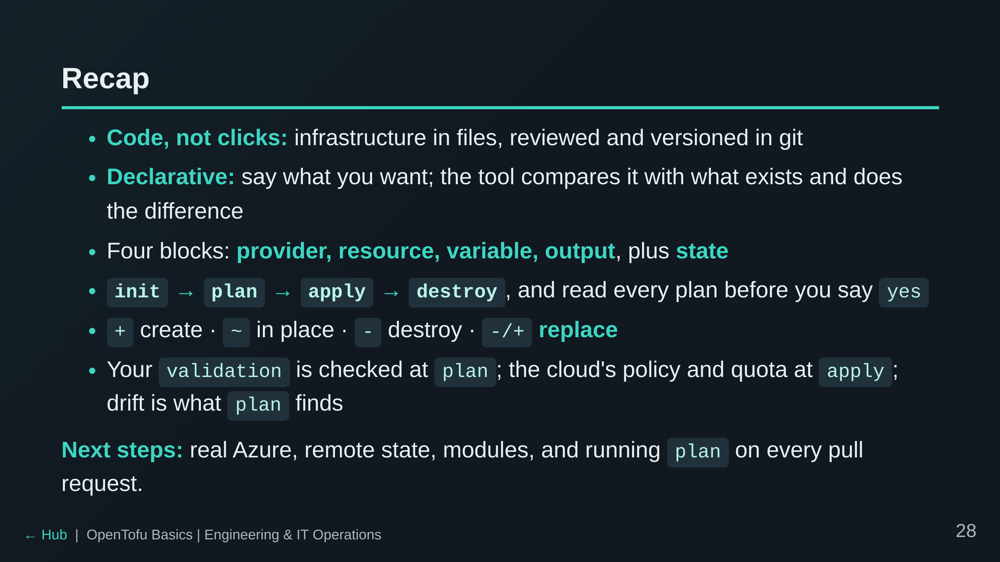 Recap
• Code, not clicks: infrastructure in files, reviewed and versioned in git
• Declarative: say what you want; the tool compares it with what exists and does
the difference
• Four blocks: provider, resource, variable, output, plus state
• init → plan → apply → destroy, and read every plan before you say yes
• + create · ~ in place · - destroy · -/+ replace
• Your validation is checked at plan; the cloud's policy and quota at apply;
drift is what plan finds
Next steps: real Azure, remote state, modules, and running plan on every pull
request.
← Hub | OpenTofu Basics | Engineering & IT Operations
28